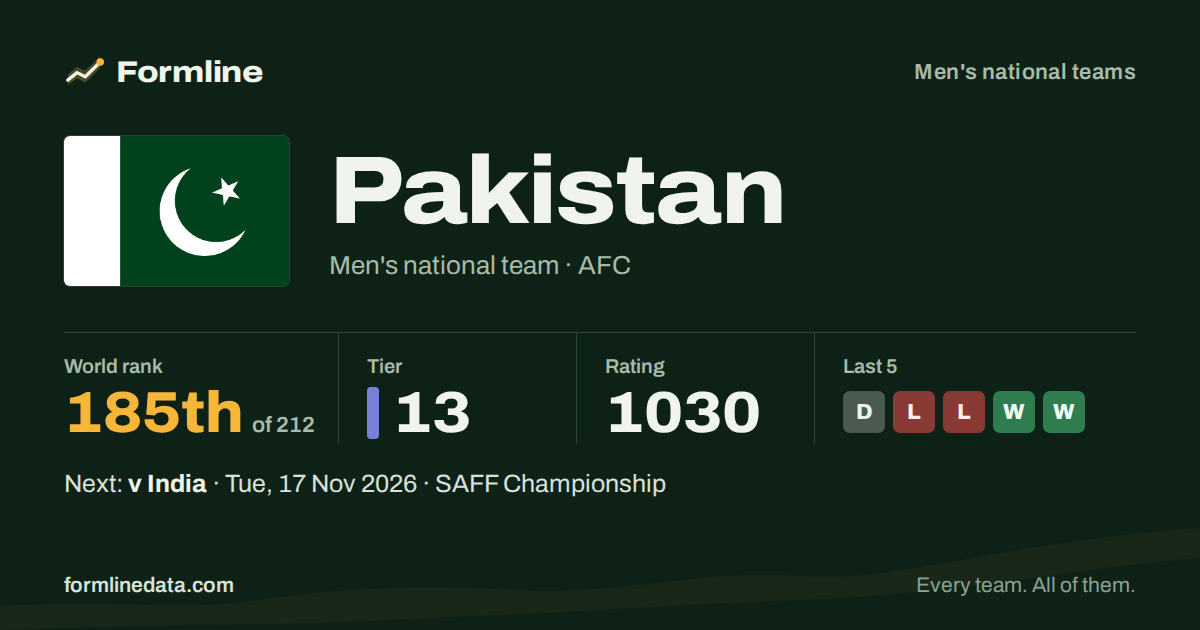 Formline
Men's national teams
Pakistan
Men's national team · AFC
World rank
185th of 212
Tier
13
Rating
1030
Last 5
D L L W W
Next: v India · Tue, 17 Nov 2026 · SAFF Championship
formlinedata.com
Every team. All of them.